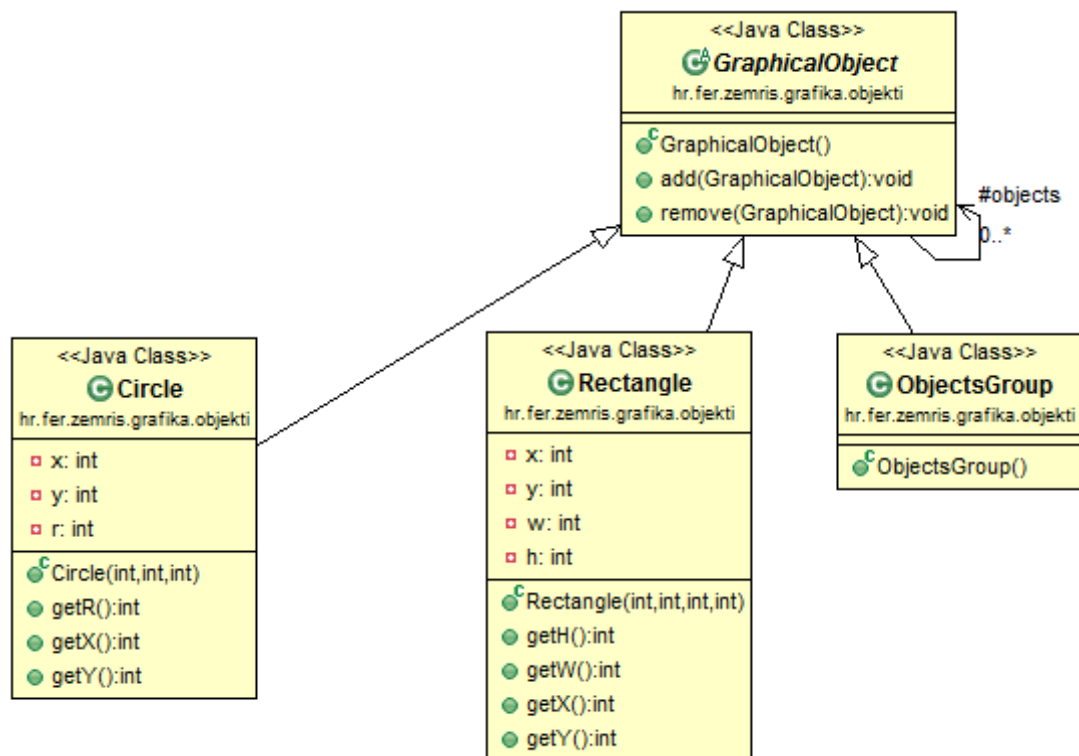 <<Java Class>>
GraphicalObject
hr.fer.zemris.grafika.objekti
GraphicalObject()
add(GraphicalObject):void
remove(GraphicalObject):void
#objects
0..*
<<Java Class>>
Circle
hr.fer.zemris.grafika.objekti
x: int
y: int
r: int
Circle(int,int,int)
getR():int
getX():int
getY():int
<<Java Class>>
Rectangle
hr.fer.zemris.grafika.objekti
x: int
y: int
w: int
h: int
Rectangle(int,int,int,int)
getH():int
getW():int
getX():int
getY():int
<<Java Class>>
ObjectsGroup
hr.fer.zemris.grafika.objekti
ObjectsGroup()